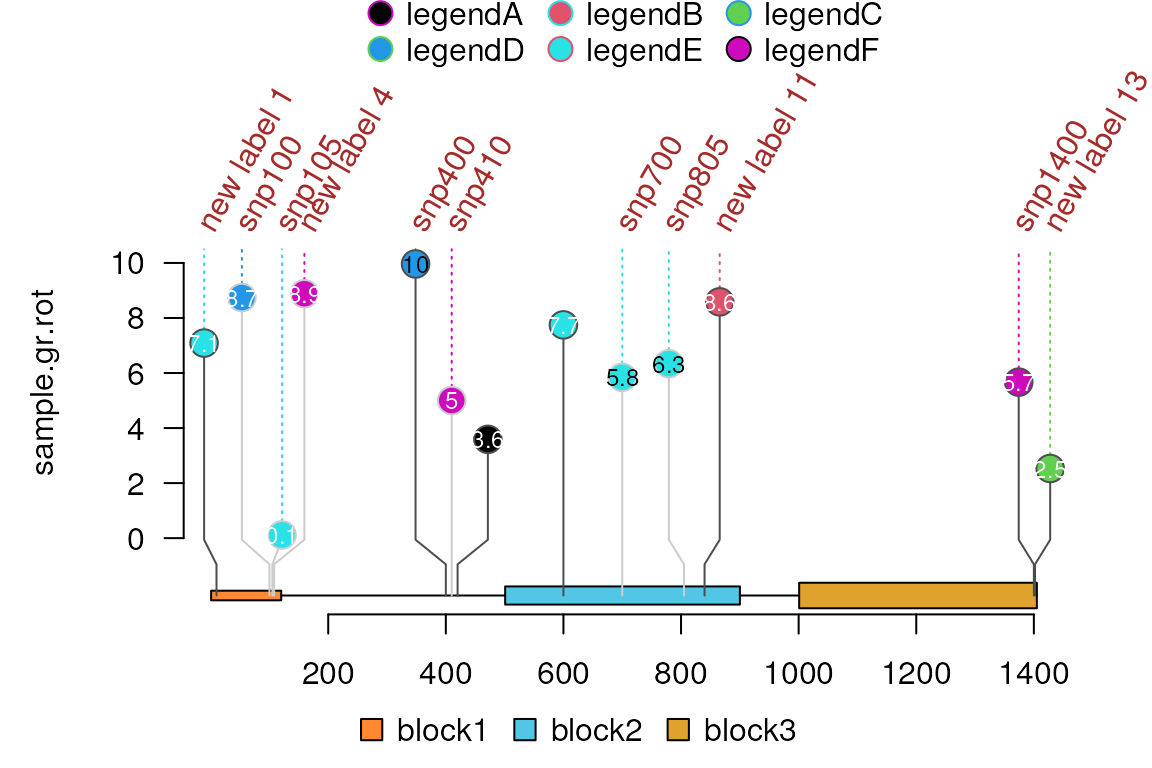 legendA legendB legendC
legendD legendE legendF
new label 1 snp100 snp105 new label 4 snp400 snp410 snp700 snp805 new label 11 snp1400 new label 13
sample.gr.rot
10
8
6
4
2
0
7.1 8.7 0.1 8.9 10 5 3.6 7.7 5.8 6.3 8.6 5.7 2.5
200 400 600 800 1000 1200 1400
block1 block2 block3